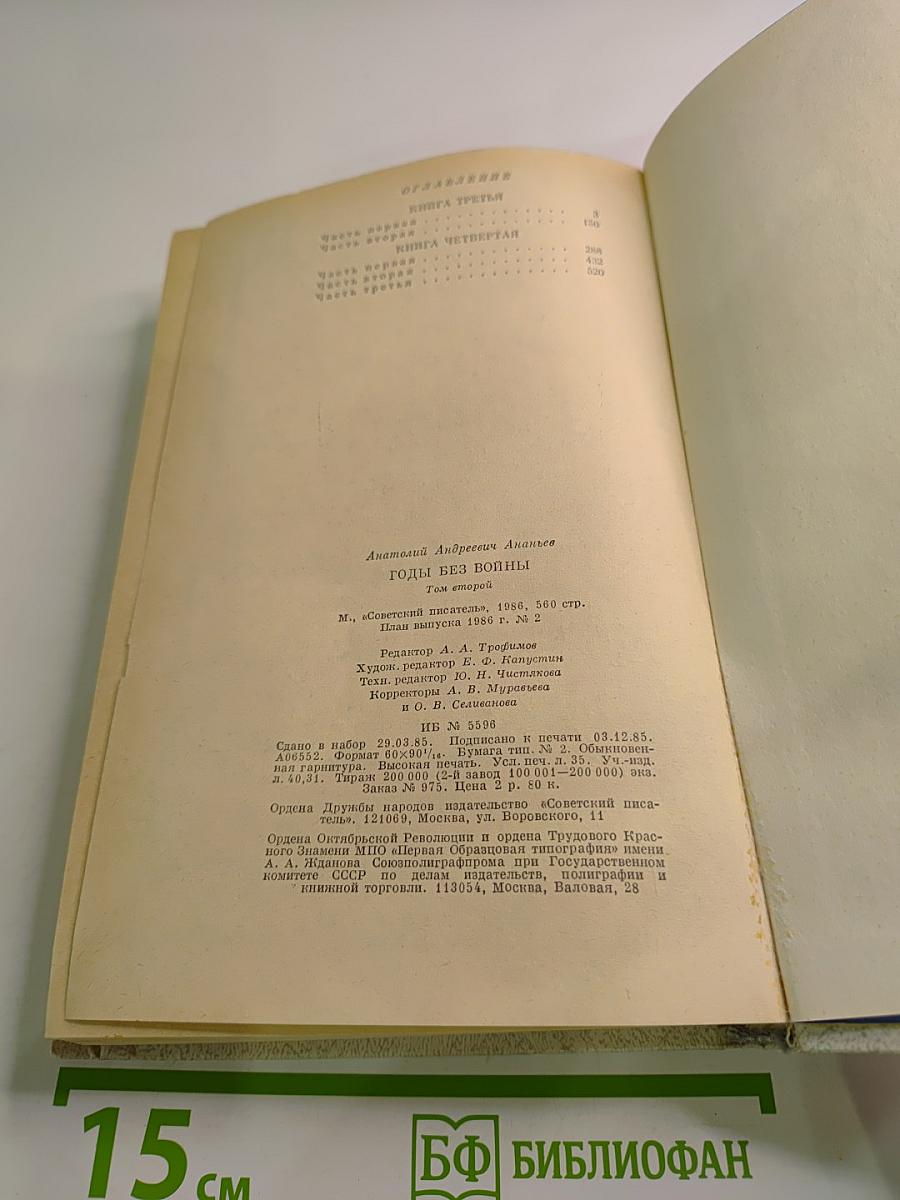 ОГЛАВЛЕНИЕ
КНИГА ТРЕТЬЯ
Часть первая . . . . . . . . . . . . . 3
Часть вторая . . . . . . . . . . . . . 150
КНИГА ЧЕТВЕРТАЯ
Часть первая . . . . . . . . . . . . . 288
Часть вторая . . . . . . . . . . . . . 432
Часть третья . . . . . . . . . . . . . 520
Анатолий Андреевич Ананьев
ГОДЫ БЕЗ ВОЙНЫ
Том второй
М., «Советский писатель», 1986, 560 стр.
План выпуска 1986 г. № 2
Редактор А. А. Трофимов
Худож. редактор Е. Ф. Капустин
Техн. редактор Ю. Н. Чистякова
Корректоры А. В. Муравьева
и О. В. Селиванова
ИБ № 5596
Сдано в набор 29.03.85. Подписано к печати 03.12.85.
А06552. Формат 60×90¹/₁₆. Бумага тип. № 2. Обыкновен-
ная гарнитура. Высокая печать. Усл. печ. л. 35. Уч.-изд.
л. 40,31. Тираж 200 000 (2-й завод 100 001—200 000) экз.
Заказ № 975. Цена 2 р. 80 к.
Ордена Дружбы народов издательство «Советский писа-
тель». 121069, Москва, ул. Воровского, 11
Ордена Октябрьской Революции и ордена Трудового Крас-
ного Знамени МПО «Первая Образцовая типография» имени
А. А. Жданова Союзполиграфпрома при Государственном
комитете СССР по делам издательств, полиграфии и
книжной торговли. 113054, Москва, Валовая, 28
15 см
БФ БИБЛИОФАН